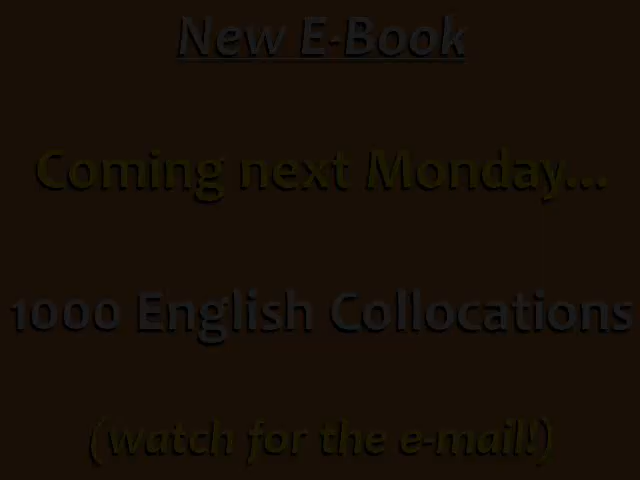 New E-Book
Coming next Monday...
1000 English Collocations
(watch for the e-mail!)